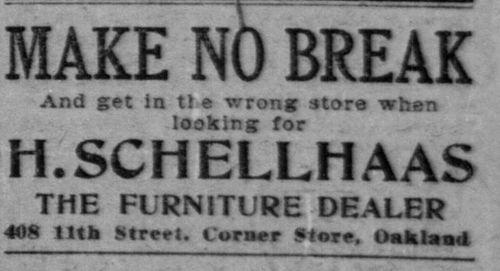 MAKE NO BREAK
And get in the wrong store when
looking for
H. SCHELLHAAS
THE FURNITURE DEALER
408 11th Street. Corner Store, Oakland